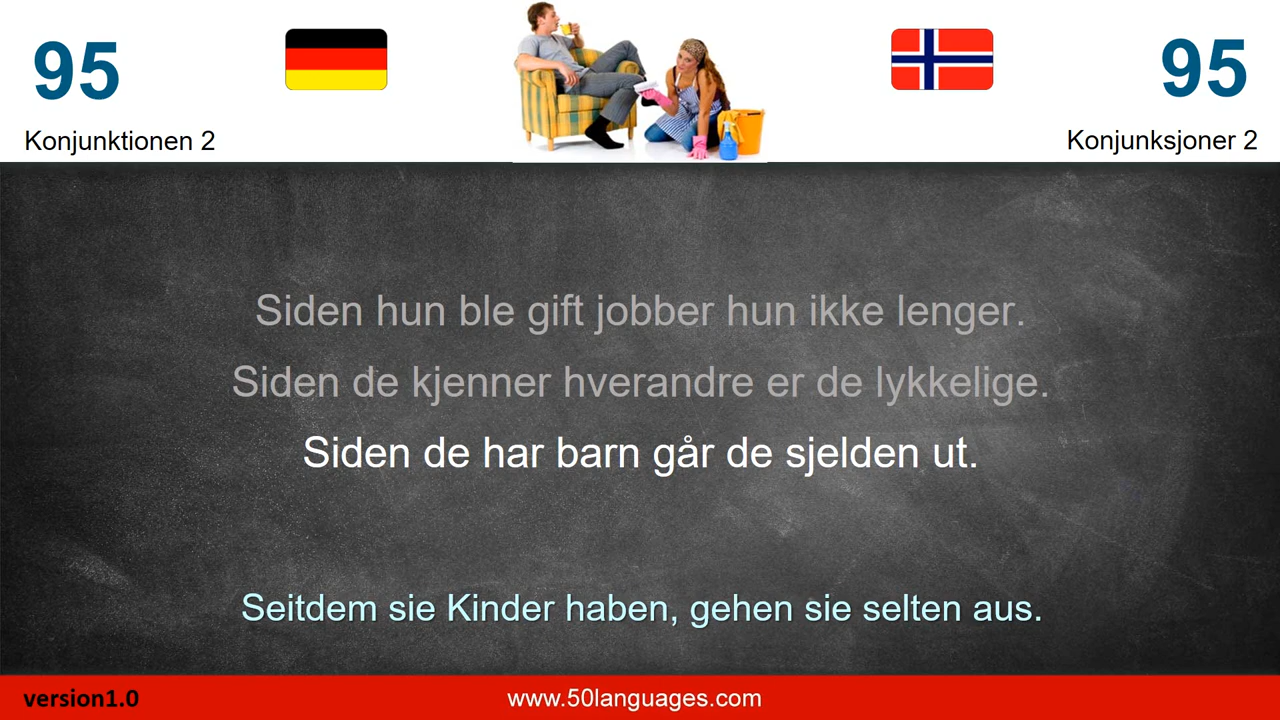 95
95
Konjunktionen 2
Konjunksjoner 2
Siden hun ble gift jobber hun ikke lenger.
Siden de kjenner hverandre er de lykkelige.
Siden de har barn går de sjelden ut.
Seitdem sie Kinder haben, gehen sie selten aus.
version1.0
www.50languages.com